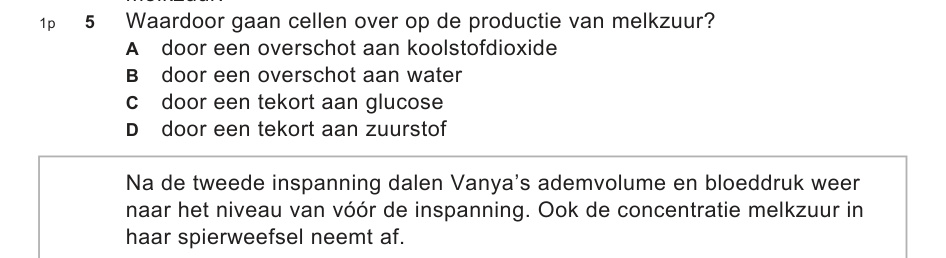 1p 5 Waardoor gaan cellen over op de productie van melkzuur?
A door een overschot aan koolstofdioxide
B door een overschot aan water
C door een tekort aan glucose
D door een tekort aan zuurstof
Na de tweede inspanning dalen Vanya's ademvolume en bloeddruk weer
naar het niveau van vóór de inspanning. Ook de concentratie melkzuur in
haar spierweefsel neemt af.